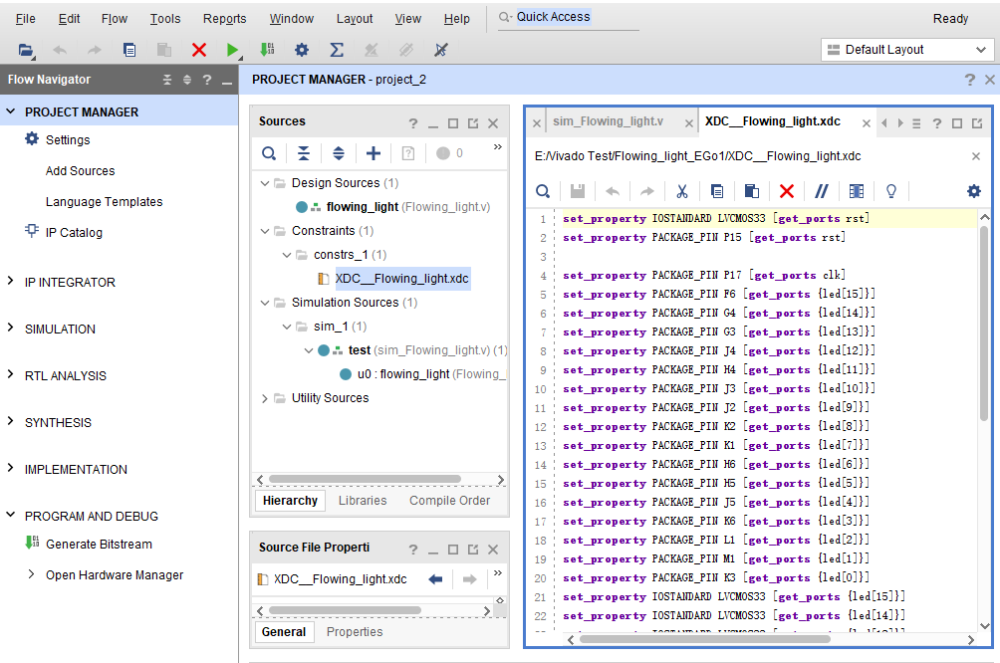 File Edit Flow Tools Reports Window Layout View Help Quick Access Ready
Default Layout
Flow Navigator
PROJECT MANAGER
Settings
Add Sources
Language Templates
IP Catalog
IP INTEGRATOR
SIMULATION
RTL ANALYSIS
SYNTHESIS
IMPLEMENTATION
PROGRAM AND DEBUG
Generate Bitstream
Open Hardware Manager
PROJECT MANAGER - project_2
Sources
0
Design Sources (1)
flowing_light (Flowing_light.v)
Constraints (1)
constrs_1 (1)
XDC__Flowing_light.xdc
Simulation Sources (1)
sim_1 (1)
test (sim_Flowing_light.v) (1)
u0 : flowing_light (Flowing_
Utility Sources
Hierarchy Libraries Compile Order
Source File Properti
XDC__Flowing_light.xdc
General Properties
sim_Flowing_light.v XDC__Flowing_light.xdc
E:/Vivado Test/Flowing_light_EGo1/XDC__Flowing_light.xdc
1 set_property IOSTANDARD LVCMOS33 [get_ports rst]
2 set_property PACKAGE_PIN P15 [get_ports rst]
3
4 set_property PACKAGE_PIN P17 [get_ports clk]
5 set_property PACKAGE_PIN F6 [get_ports {led[15]}]
6 set_property PACKAGE_PIN G4 [get_ports {led[14]}]
7 set_property PACKAGE_PIN G3 [get_ports {led[13]}]
8 set_property PACKAGE_PIN J4 [get_ports {led[12]}]
9 set_property PACKAGE_PIN H4 [get_ports {led[11]}]
10 set_property PACKAGE_PIN J3 [get_ports {led[10]}]
11 set_property PACKAGE_PIN J2 [get_ports {led[9]}]
12 set_property PACKAGE_PIN K2 [get_ports {led[8]}]
13 set_property PACKAGE_PIN K1 [get_ports {led[7]}]
14 set_property PACKAGE_PIN H6 [get_ports {led[6]}]
15 set_property PACKAGE_PIN H5 [get_ports {led[5]}]
16 set_property PACKAGE_PIN J5 [get_ports {led[4]}]
17 set_property PACKAGE_PIN K6 [get_ports {led[3]}]
18 set_property PACKAGE_PIN L1 [get_ports {led[2]}]
19 set_property PACKAGE_PIN M1 [get_ports {led[1]}]
20 set_property PACKAGE_PIN K3 [get_ports {led[0]}]
21 set_property IOSTANDARD LVCMOS33 [get_ports {led[15]}]
22 set_property IOSTANDARD LVCMOS33 [get_ports {led[14]}]